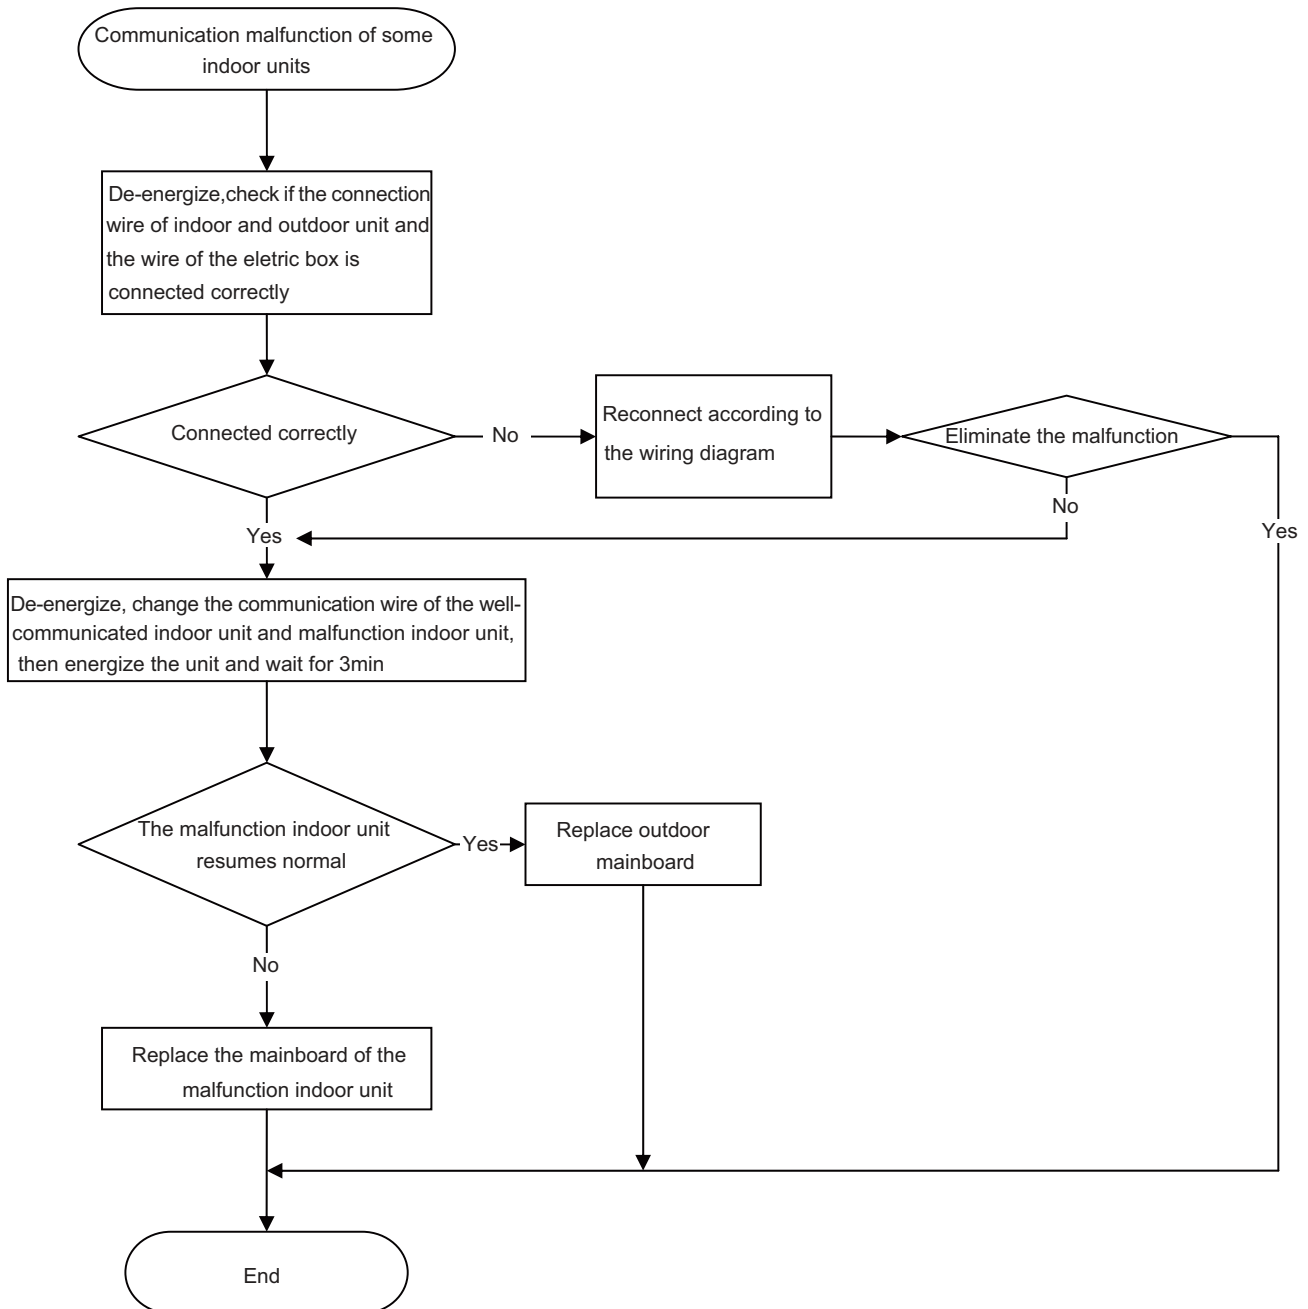 Communication malfunction of some
indoor units
De-energize,check if the connection
wire of indoor and outdoor unit and
the wire of the eletric box is
connected correctly
Connected correctly
No
Reconnect according to
the wiring diagram
Eliminate the malfunction
No
Yes
Yes
De-energize, change the communication wire of the well-
communicated indoor unit and malfunction indoor unit,
then energize the unit and wait for 3min
The malfunction indoor unit
resumes normal
Yes
Replace outdoor
mainboard
No
Replace the mainboard of the
malfunction indoor unit
End